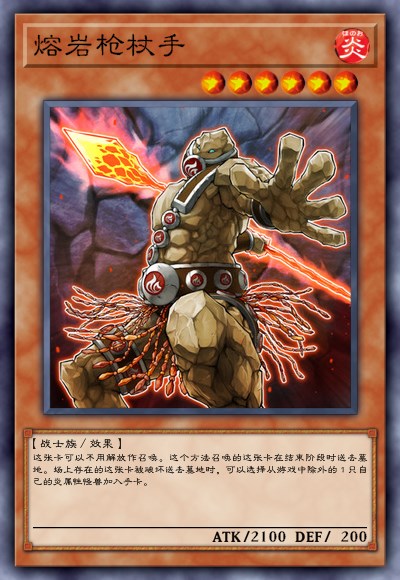 熔岩枪杖手
ほのお
炎
【战士族/效果】
这张卡可以不用解放作召唤。这个方法召唤的这张卡在结束阶段时送去墓
地。场上存在的这张卡被破坏送去墓地时，可以选择从游戏中除外的１只自
己的炎属性怪兽加入手卡。
ATK/2100 DEF/ 200